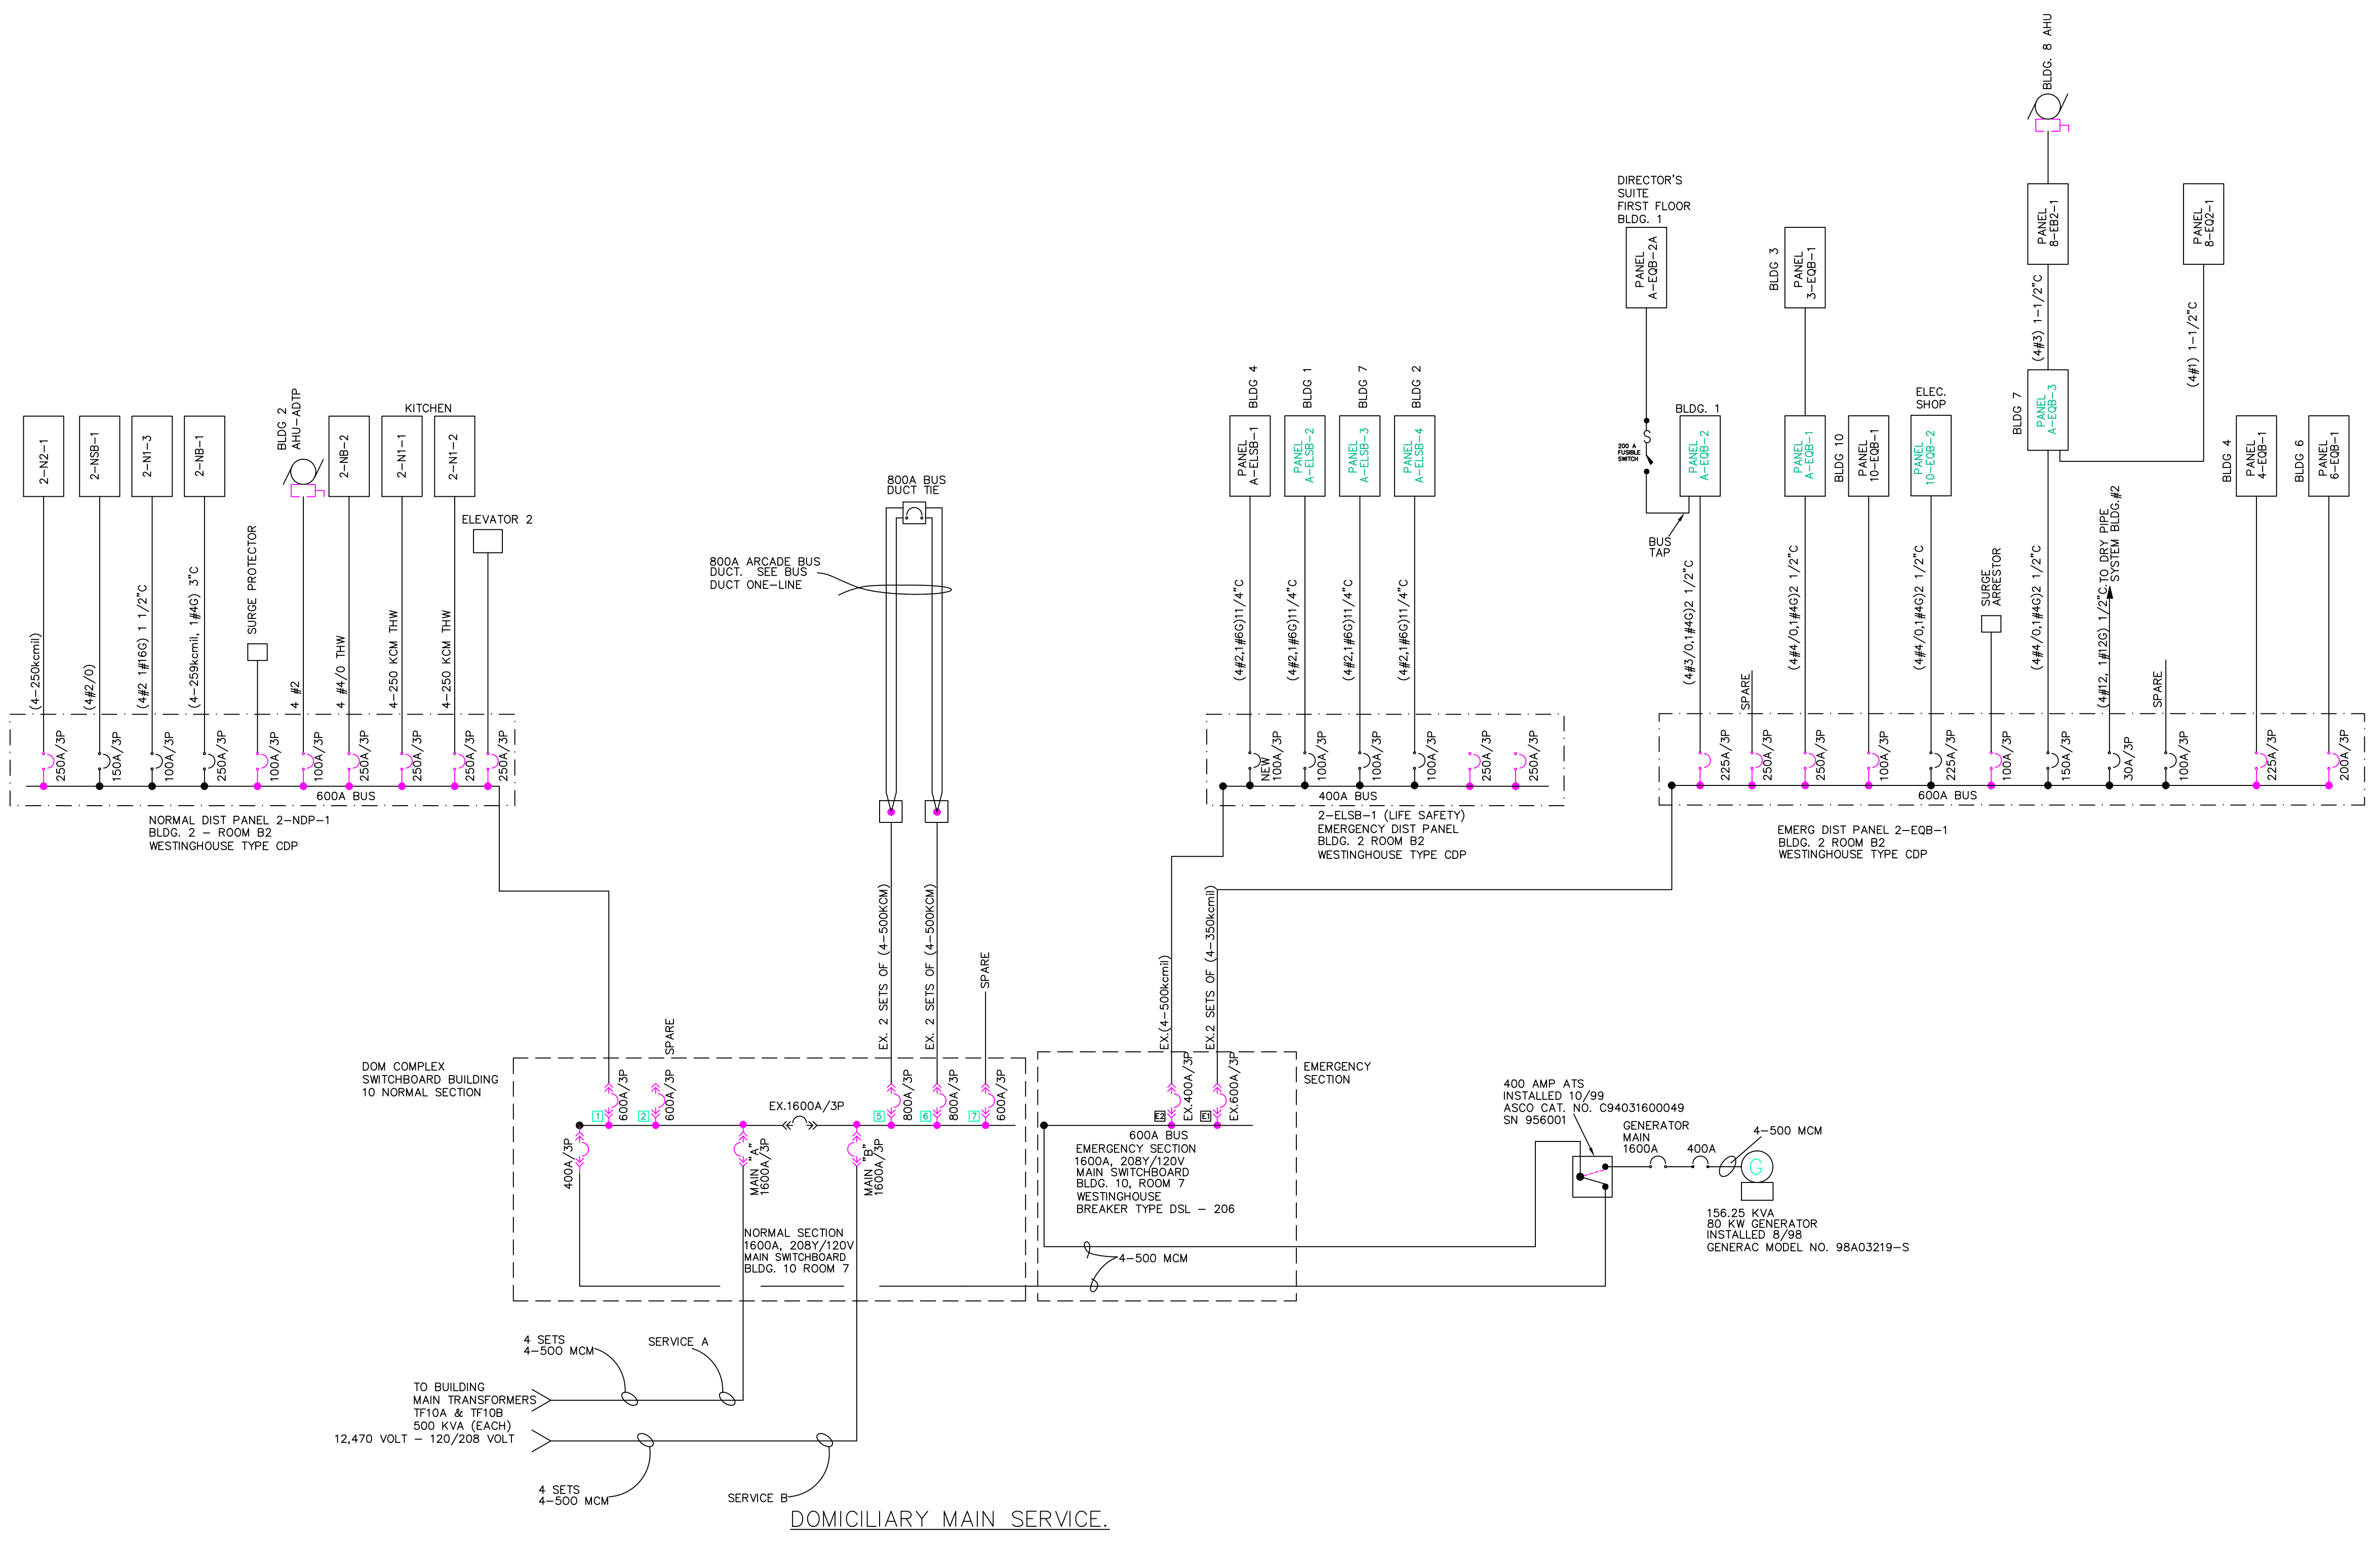 BLDG. 8 AHU
DIRECTOR'S
SUITE
FIRST FLOOR
BLDG. 1
PANEL
A-EQB-2A
BLDG 3
PANEL
3-EQB-1
PANEL
8-EB2-1
PANEL
8-EQ2-1
(4#3) 1-1/2"C
(4#1) 1-1/2"C
2-N2-1
2-NSB-1
2-N1-3
2-NB-1
BLDG 2
AHU-ADTP
2-NB-2
KITCHEN
2-N1-1
2-N1-2
ELEVATOR 2
SURGE PROTECTOR
(4-250kcmil)
(4#2/0)
(4#2 1#16G) 1 1/2"C
(4-259kcmil, 1#4G) 3"C
4 #2
4 #4/0 THW
4-250 KCM THW
4-250 KCM THW
250A/3P
150A/3P
100A/3P
250A/3P
100A/3P
100A/3P
250A/3P
250A/3P
250A/3P
250A/3P
600A BUS
NORMAL DIST PANEL 2-NDP-1
BLDG. 2 - ROOM B2
WESTINGHOUSE TYPE CDP
800A BUS
DUCT TIE
800A ARCADE BUS
DUCT. SEE BUS
DUCT ONE-LINE
BLDG 4
BLDG 1
BLDG 7
BLDG 2
PANEL
A-ELSB-1
PANEL
A-ELSB-2
PANEL
A-ELSB-3
PANEL
A-ELSB-4
(4#2,1#6G)11/4"C
(4#2,1#6G)11/4"C
(4#2,1#6G)11/4"C
(4#2,1#6G)11/4"C
NEW
100A/3P
100A/3P
100A/3P
100A/3P
250A/3P
250A/3P
400A BUS
2-ELSB-1 (LIFE SAFETY)
EMERGENCY DIST PANEL
BLDG. 2 ROOM B2
WESTINGHOUSE TYPE CDP
200 A
FUSIBLE
SWITCH
BUS
TAP
BLDG. 1
PANEL
A-EQB-2
PANEL
A-EQB-1
BLDG 10
PANEL
10-EQB-1
ELEC.
SHOP
PANEL
10-EQB-2
BLDG 7
PANEL
A-EQB-3
BLDG 4
PANEL
4-EQB-1
BLDG 6
PANEL
6-EQB-1
(4#3/0,1#4G)2 1/2"C
SPARE
(4#4/0,1#4G)2 1/2"C
(4#4/0,1#4G)2 1/2"C
SURGE
ARRESTOR
(4#4/0,1#4G)2 1/2"C
(4#12, 1#12G) 1/2"C, TO DRY PIPE
SYSTEM BLDG.#2
SPARE
225A/3P
250A/3P
250A/3P
100A/3P
225A/3P
100A/3P
150A/3P
30A/3P
100A/3P
225A/3P
200A/3P
600A BUS
EMERG DIST PANEL 2-EQB-1
BLDG. 2 ROOM B2
WESTINGHOUSE TYPE CDP
EX. 2 SETS OF (4-500KCM)
EX. 2 SETS OF (4-500KCM)
SPARE
EX.(4-500kcmil)
EX.2 SETS OF (4-350kcmil)
DOM COMPLEX
SWITCHBOARD BUILDING
10 NORMAL SECTION
SPARE
1
600A/3P
2
600A/3P
EX.1600A/3P
5
800A/3P
6
800A/3P
7
600A/3P
400A/3P
MAIN "A"
1600A/3P
MAIN "B"
1600A/3P
NORMAL SECTION
1600A, 208Y/120V
MAIN SWITCHBOARD
BLDG. 10 ROOM 7
EMERGENCY
SECTION
E2
EX.400A/3P
E1
EX.600A/3P
600A BUS
EMERGENCY SECTION
1600A, 208Y/120V
MAIN SWITCHBOARD
BLDG. 10, ROOM 7
WESTINGHOUSE
BREAKER TYPE DSL - 206
4-500 MCM
400 AMP ATS
INSTALLED 10/99
ASCO CAT. NO. C94031600049
SN 956001
GENERATOR
MAIN
1600A
400A
4-500 MCM
G
156.25 KVA
80 KW GENERATOR
INSTALLED 8/98
GENERAC MODEL NO. 98A03219-S
4 SETS
4-500 MCM
SERVICE A
TO BUILDING
MAIN TRANSFORMERS
TF10A & TF10B
500 KVA (EACH)
12,470 VOLT - 120/208 VOLT
4 SETS
4-500 MCM
SERVICE B
DOMICILIARY MAIN SERVICE.